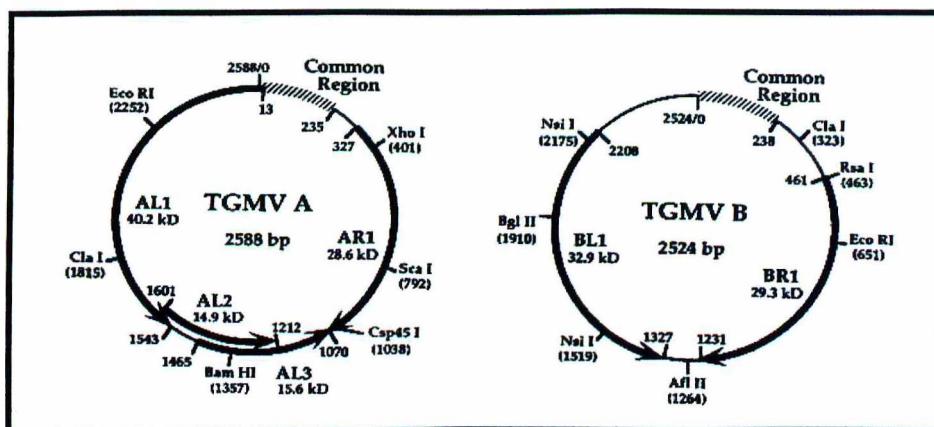 2588/0
Common
Region
Eco RI
(2252)
13
235
327
Xho I
(401)
TGMV A
2588 bp
AL1
40.2 kD
AR1
28.6 kD
Cla I
(1815)
Sca I
(792)
1601
AL2
14.9 kD
1212
1543
1465
Bam HI
(1357)
AL3
15.6 kD
1070
Csp45 I
(1038)
Common
Region
2524/0
238
Cla I
(323)
Nsi I
(2175)
2208
461
Rsa I
(463)
TGMV B
2524 bp
Bgl II
(1910)
BL1
32.9 kD
Eco RI
(651)
BR1
29.3 kD
Nsi I
(1519)
1327
1231
Afl II
(1264)